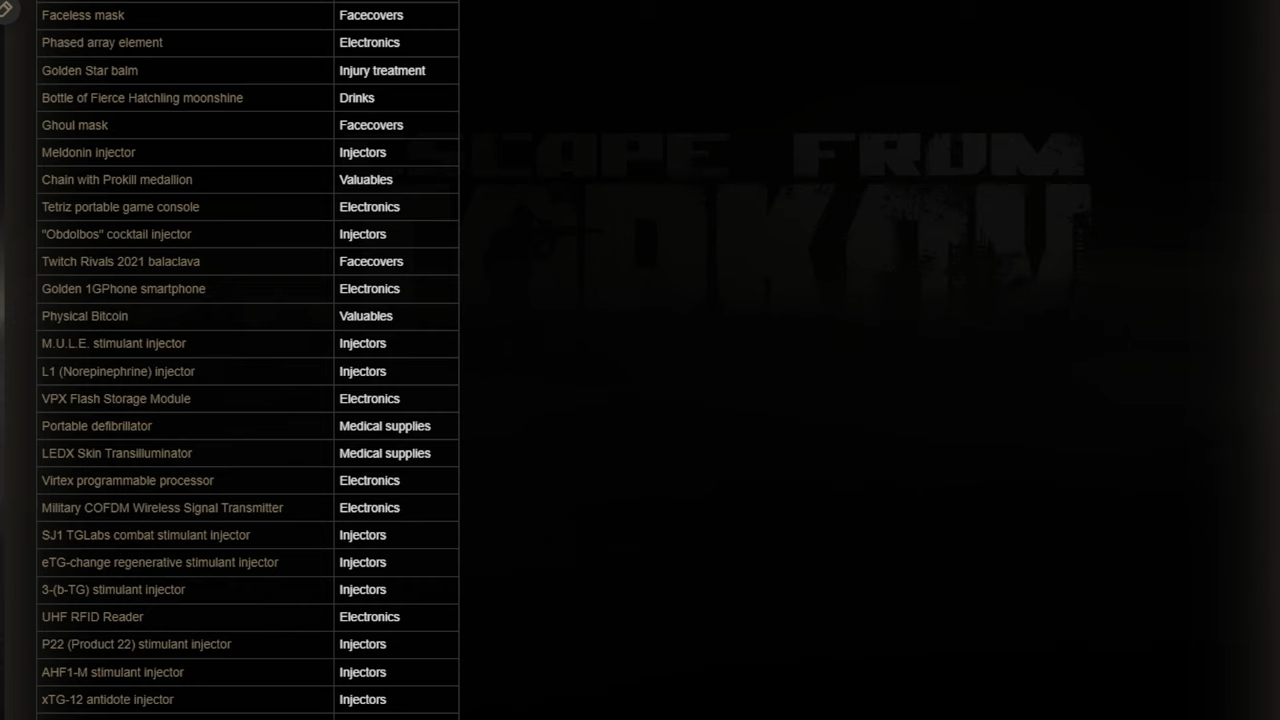 Faceless mask Facecovers
Phased array element Electronics
Golden Star balm Injury treatment
Bottle of Fierce Hatchling moonshine Drinks
Ghoul mask Facecovers
Meldonin injector Injectors
Chain with Prokill medallion Valuables
Tetriz portable game console Electronics
"Obdolbos" cocktail injector Injectors
Twitch Rivals 2021 balaclava Facecovers
Golden 1GPhone smartphone Electronics
Physical Bitcoin Valuables
M.U.L.E. stimulant injector Injectors
L1 (Norepinephrine) injector Injectors
VPX Flash Storage Module Electronics
Portable defibrillator Medical supplies
LEDX Skin Transilluminator Medical supplies
Virtex programmable processor Electronics
Military COFDM Wireless Signal Transmitter Electronics
SJ1 TGLabs combat stimulant injector Injectors
eTG-change regenerative stimulant injector Injectors
3-(b-TG) stimulant injector Injectors
UHF RFID Reader Electronics
P22 (Product 22) stimulant injector Injectors
AHF1-M stimulant injector Injectors
xTG-12 antidote injector Injectors
SCAPE FROM